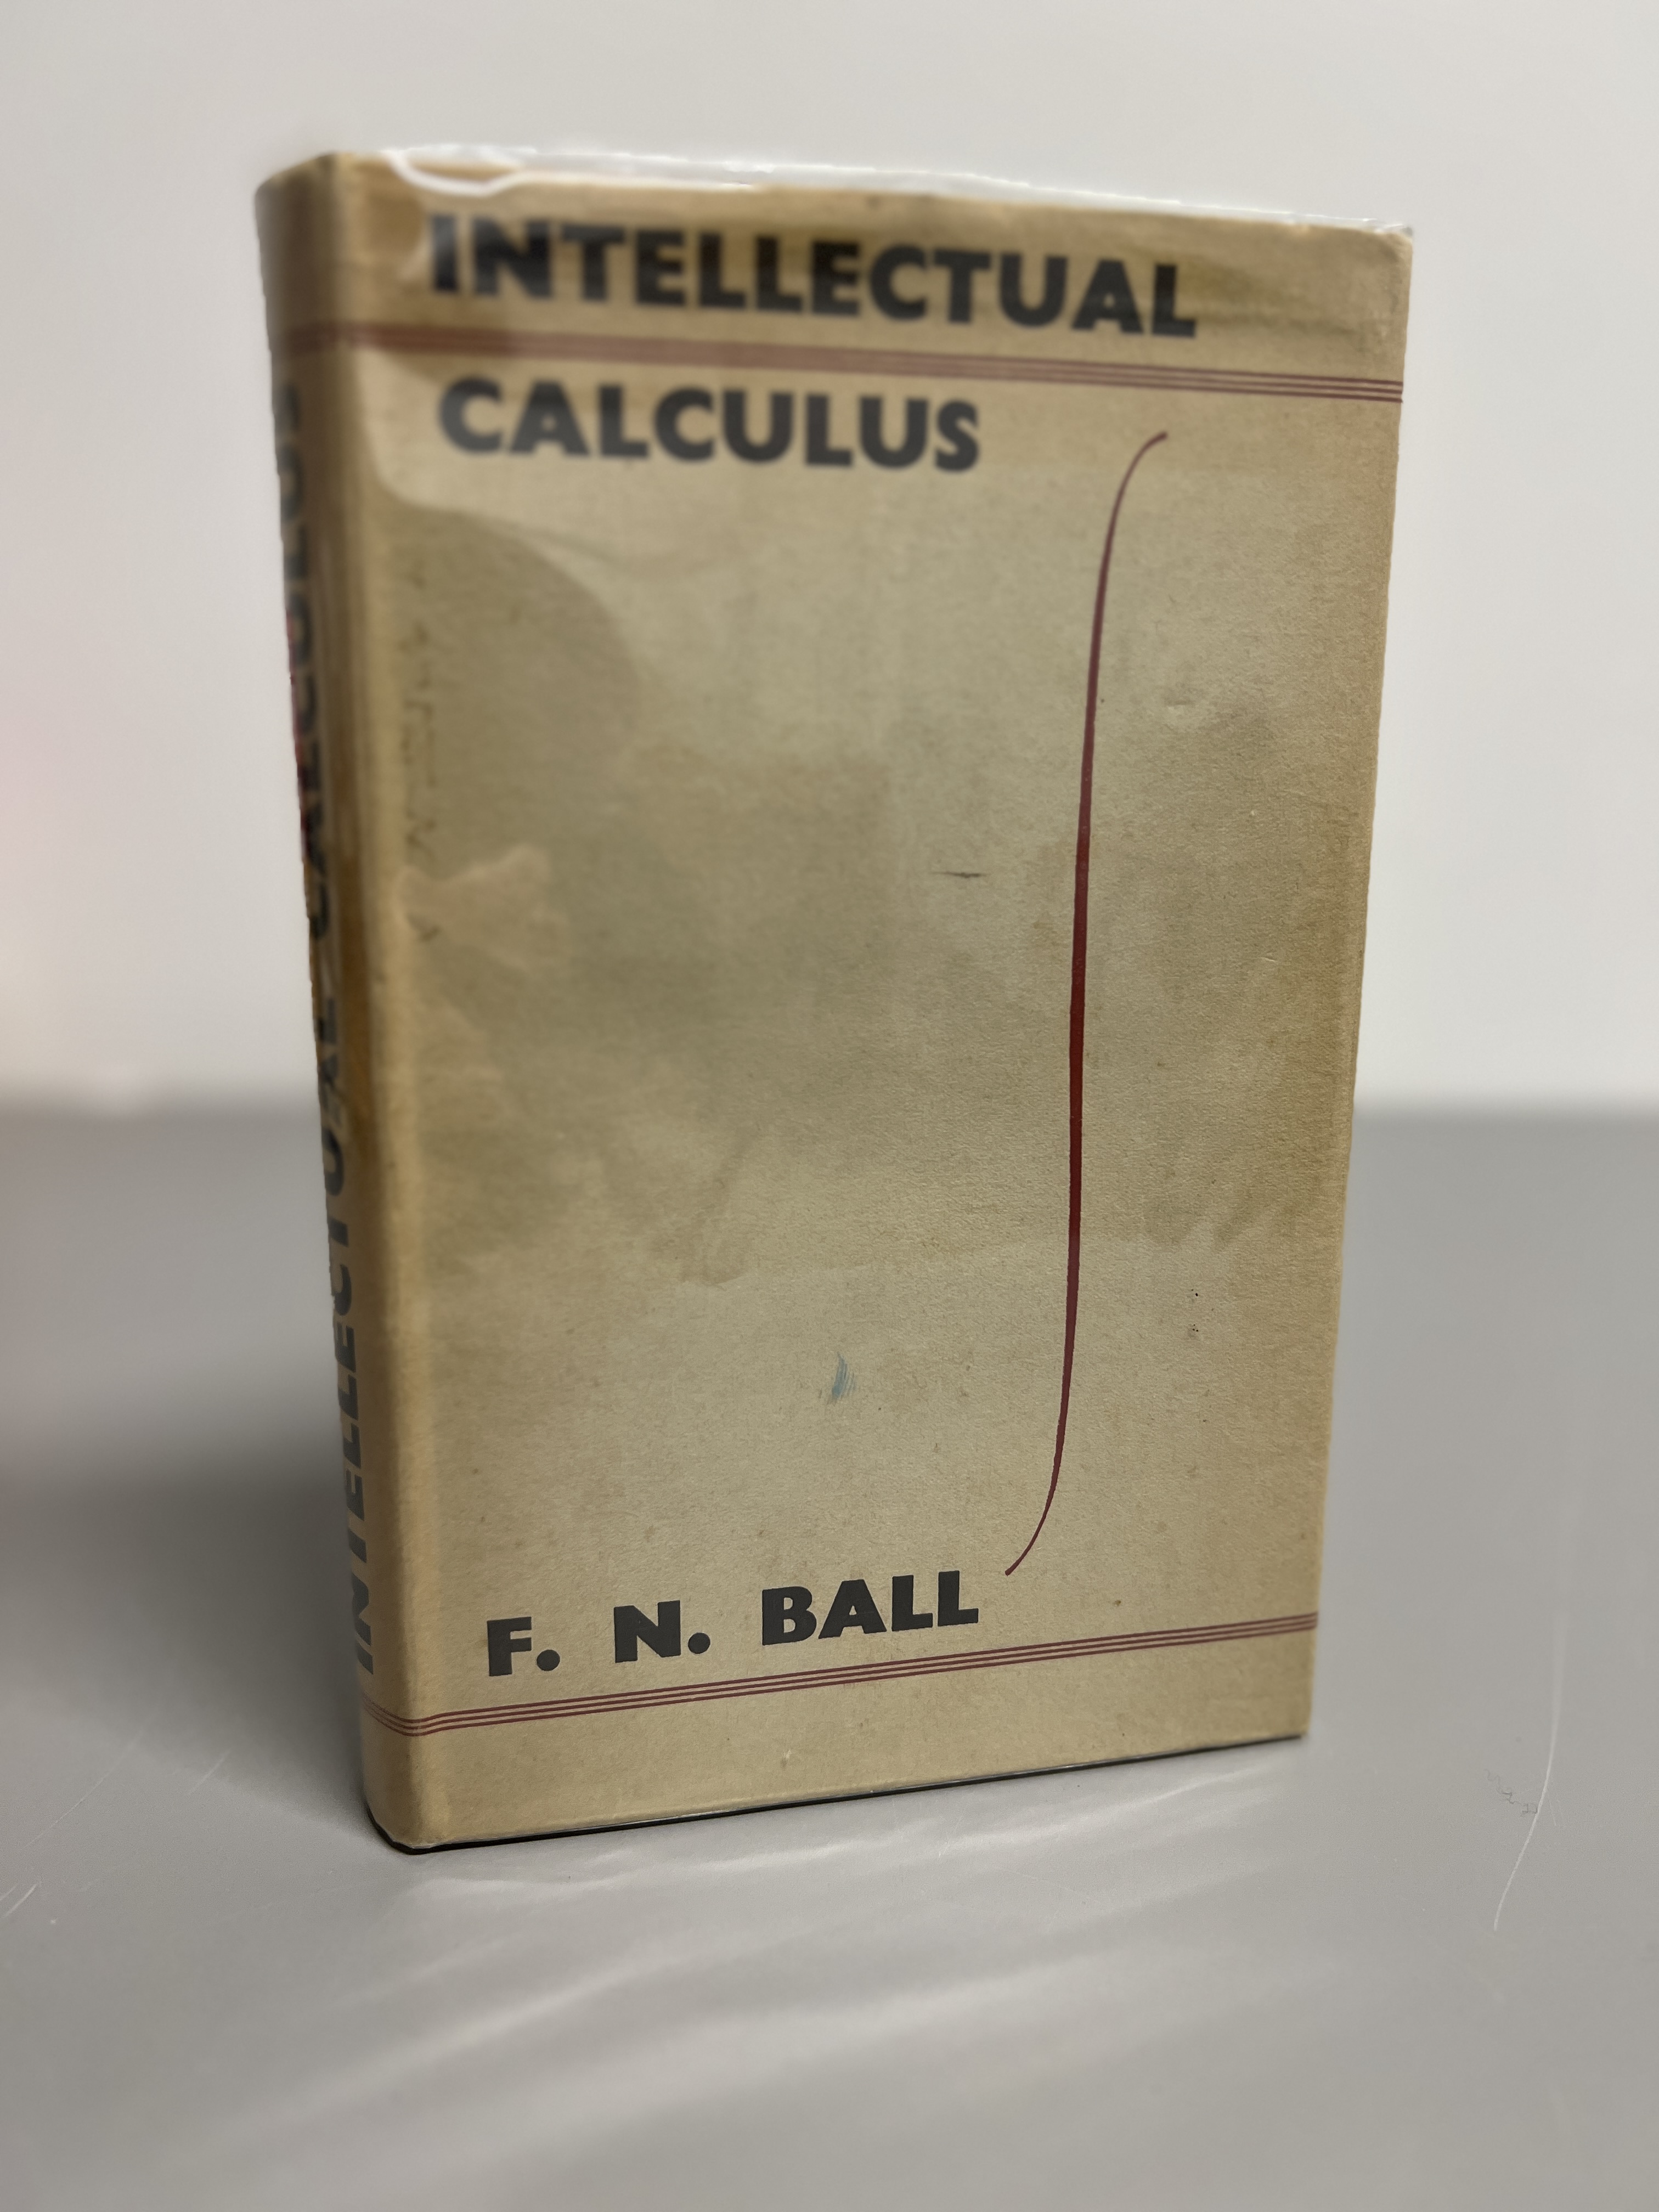 INTELLECTUAL
CALCULUS
F. N. BALL
INTELLECTUAL CALCULUS